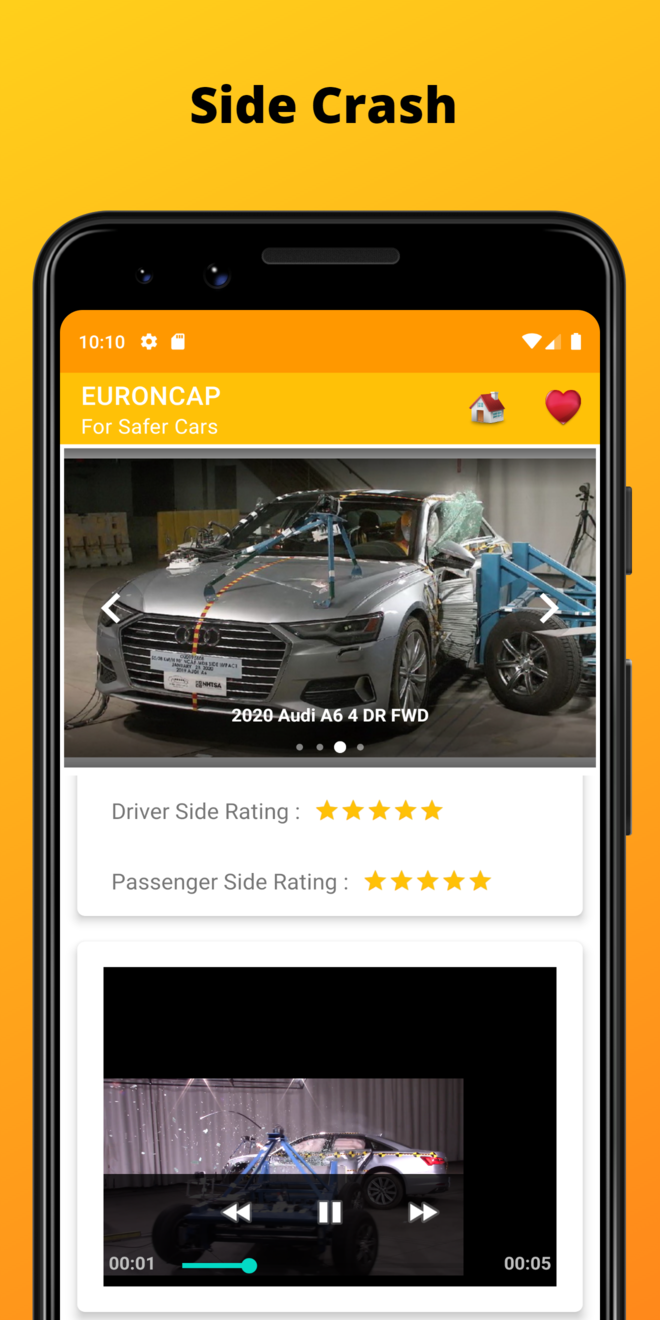 Side Crash
10:10
EURONCAP
For Safer Cars
NHTSA
2020 Audi A6 4 DR FWD
Driver Side Rating :
Passenger Side Rating :
00:01
00:05